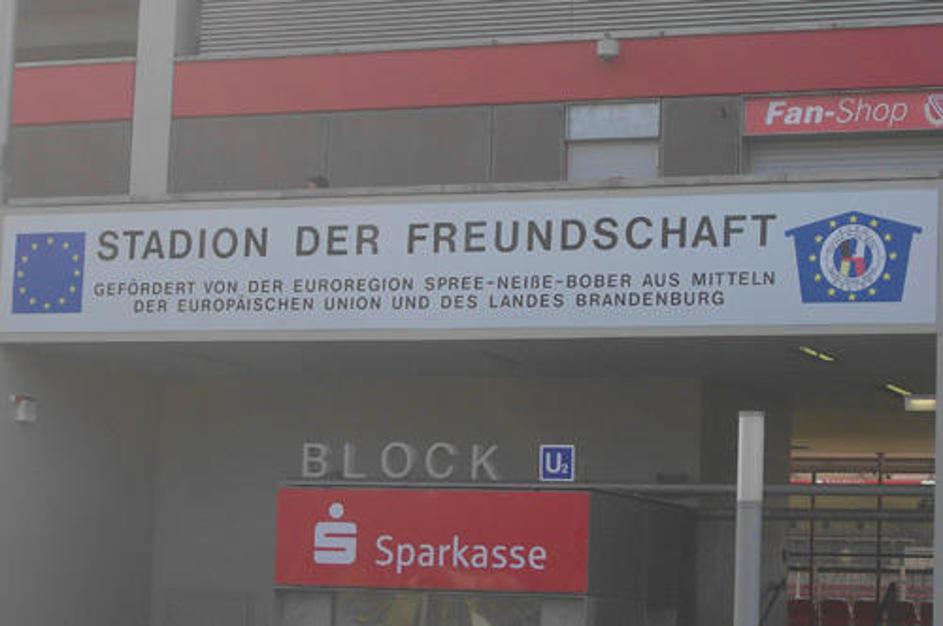 Fan-Shop
STADION DER FREUNDSCHAFT
GEFÖRDERT VON DER EUROREGION SPREE-NEIßE-BOBER AUS MITTELN
DER EUROPÄISCHEN UNION UND DES LANDES BRANDENBURG
BLOCK U2
Sparkasse